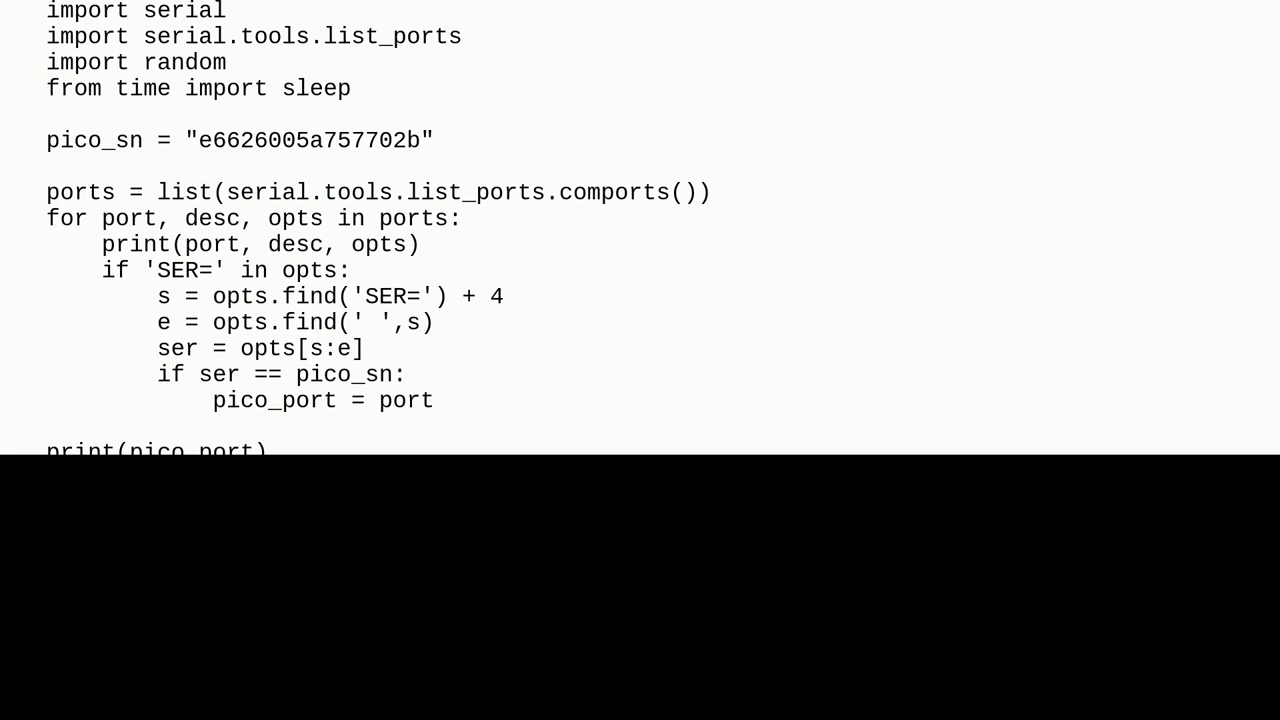 import serial
import serial.tools.list_ports
import random
from time import sleep

pico_sn = "e6626005a757702b"

ports = list(serial.tools.list_ports.comports())
for port, desc, opts in ports:
    print(port, desc, opts)
    if 'SER=' in opts:
        s = opts.find('SER=') + 4
        e = opts.find(' ',s)
        ser = opts[s:e]
        if ser == pico_sn:
            pico_port = port

print(pico_port)